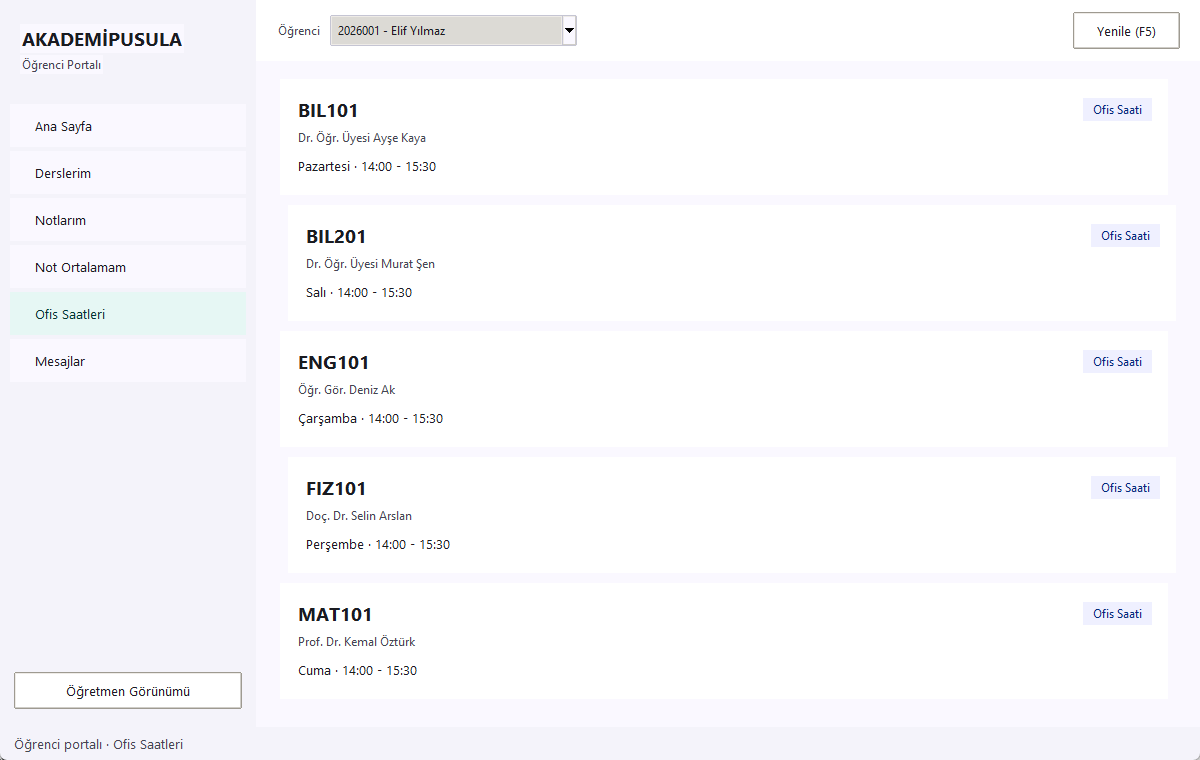 AKADEMİPUSULA
Öğrenci Portalı
Ana Sayfa
Derslerim
Notlarım
Not Ortalamam
Ofis Saatleri
Mesajlar
Öğretmen Görünümü
Öğrenci 2026001 - Elif Yılmaz Yenile (F5)
BIL101 Ofis Saati
Dr. Öğr. Üyesi Ayşe Kaya
Pazartesi · 14:00 - 15:30
BIL201 Ofis Saati
Dr. Öğr. Üyesi Murat Şen
Salı · 14:00 - 15:30
ENG101 Ofis Saati
Öğr. Gör. Deniz Ak
Çarşamba · 14:00 - 15:30
FIZ101 Ofis Saati
Doç. Dr. Selin Arslan
Perşembe · 14:00 - 15:30
MAT101 Ofis Saati
Prof. Dr. Kemal Öztürk
Cuma · 14:00 - 15:30
Öğrenci portalı · Ofis Saatleri